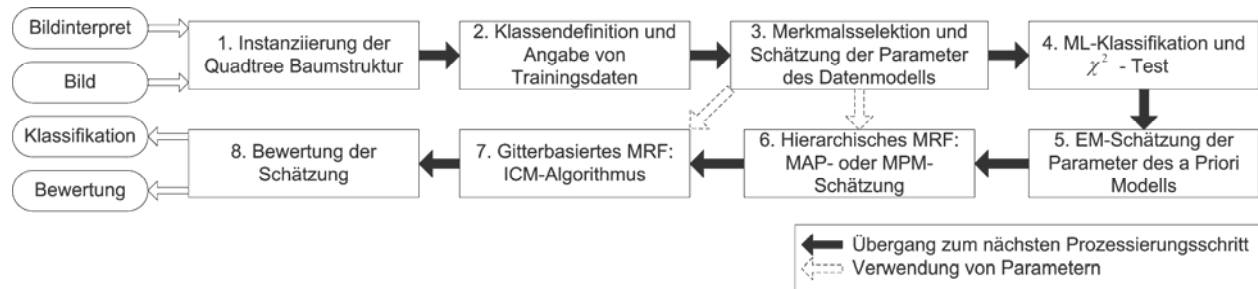 Bildinterpret
Bild
1. Instanziierung der
Quadtree Baumstruktur
2. Klassendefinition und
Angabe von
Trainingsdaten
3. Merkmalsselektion und
Schätzung der Parameter
des Datenmodells
4. ML-Klassifikation und
χ² - Test
5. EM-Schätzung der
Parameter des a Priori
Modells
6. Hierarchisches MRF:
MAP- oder MPM-
Schätzung
7. Gitterbasiertes MRF:
ICM-Algorithmus
8. Bewertung der
Schätzung
Klassifikation
Bewertung
Übergang zum nächsten Prozessierungsschritt
Verwendung von Parametern